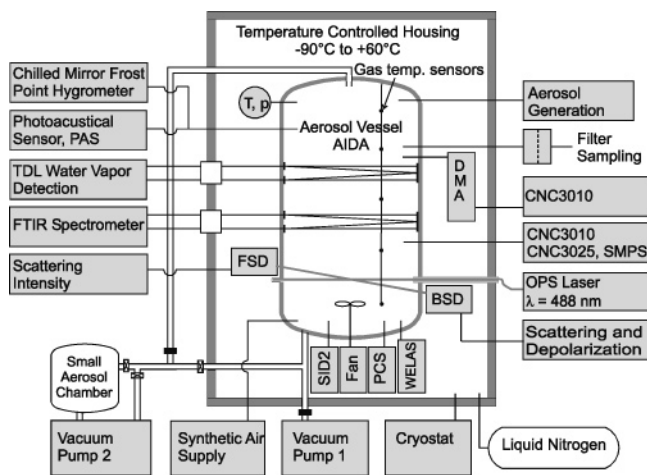 Temperature Controlled Housing
-90°C to +60°C
Gas temp. sensors
Chilled Mirror Frost
Point Hygrometer
T, p
Aerosol
Generation
Photoacustical
Sensor, PAS
Aerosol Vessel
AIDA
Filter
Sampling
TDL Water Vapor
Detection
DMA
CNC3010
FTIR Spectrometer
CNC3010
CNC3025, SMPS
Scattering
Intensity
FSD
BSD
OPS Laser
λ = 488 nm
Scattering and
Depolarization
Small
Aerosol
Chamber
SID2
Fan
PCS
WELAS
Vacuum
Pump 2
Synthetic Air
Supply
Vacuum
Pump 1
Cryostat
Liquid Nitrogen